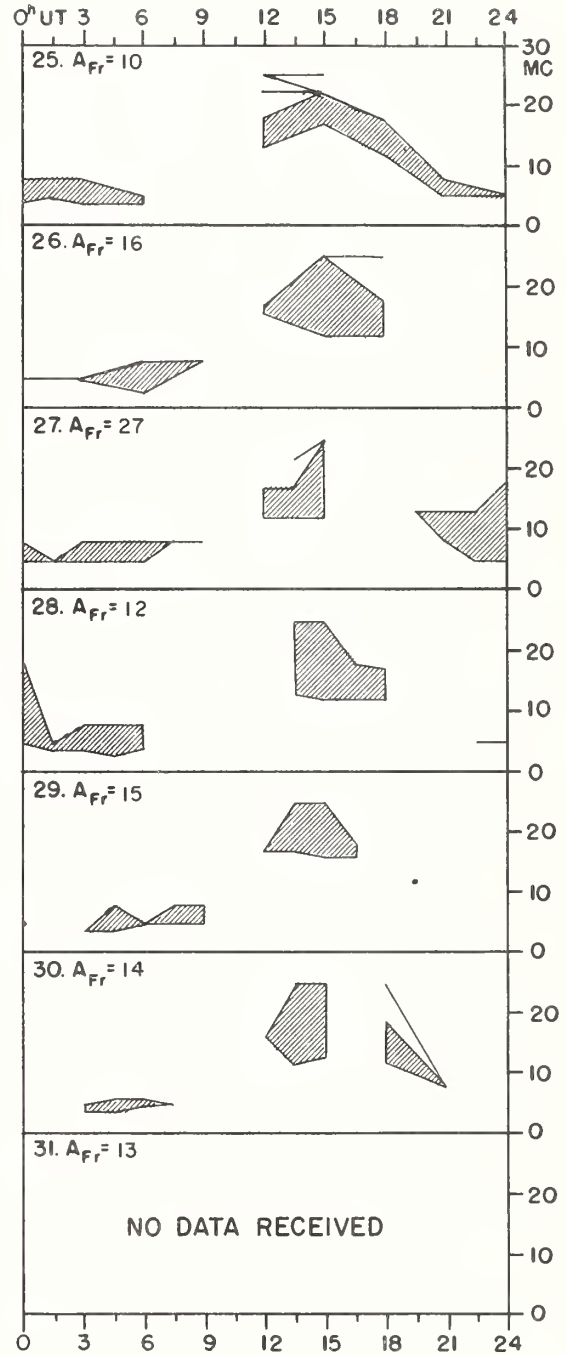 0ʰ UT 3 6 9 12 15 18 21 24
25. A_Fr = 10
30
MC
20
10
0
26. A_Fr = 16
20
10
0
27. A_Fr = 27
20
10
0
28. A_Fr = 12
20
10
0
29. A_Fr = 15
20
10
0
30. A_Fr = 14
20
10
0
31. A_Fr = 13
20
NO DATA RECEIVED
10
0
0 3 6 9 12 15 18 21 24